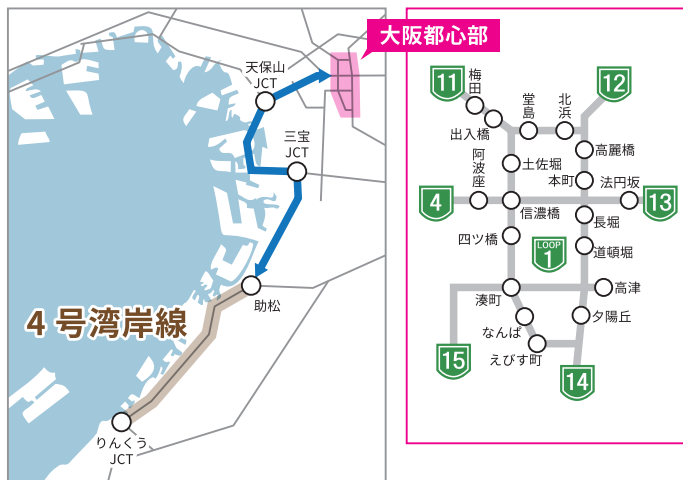 大阪都心部
天保山
JCT
三宝
JCT
助松
4号湾岸線
りんくう
JCT
11
梅田
12
堂島
北浜
出入橋
高麗橋
阿波座
土佐堀
本町
法円坂
4
信濃橋
13
長堀
四ツ橋
LOOP
1
道頓堀
湊町
高津
なんば
夕陽丘
えびす町
15
14